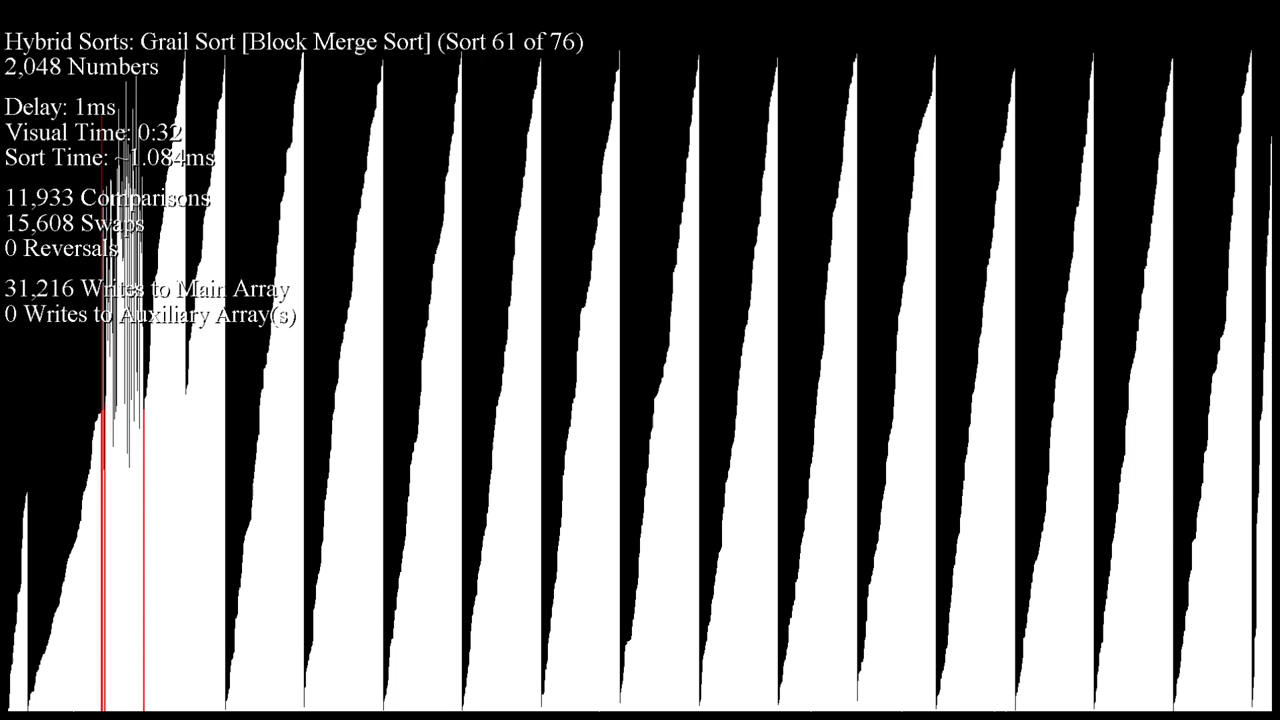 Hybrid Sorts: Grail Sort [Block Merge Sort] (Sort 61 of 76)
2,048 Numbers
Delay: 1ms
Visual Time: 0:32
Sort Time: ~1.084ms
11,933 Comparisons
15,608 Swaps
0 Reversals
31,216 Writes to Main Array
0 Writes to Auxiliary Array(s)